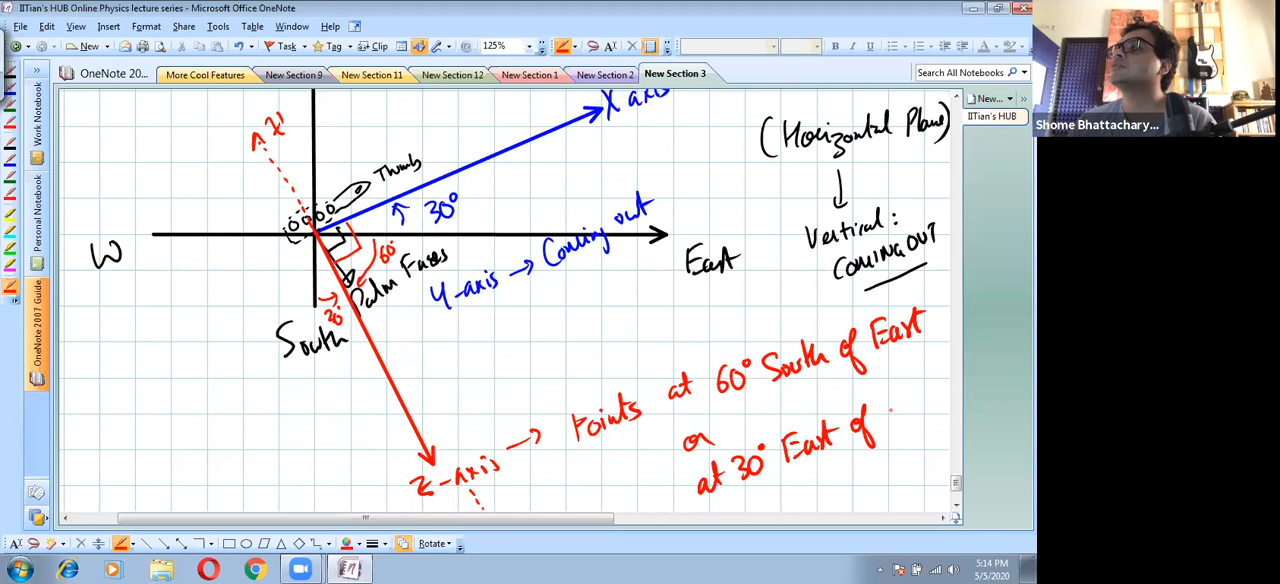 IITian's HUB Online Physics lecture series - Microsoft Office OneNote
File Edit View Insert Format Share Tools Table Window Help
New Task Tag Clip 125% B I U
OneNote 20... More Cool Features New Section 9 New Section 11 New Section 12 New Section 1 New Section 2 New Section 3 Search All Notebooks
New...
IITian's HUB
Shome Bhattachary...
Work Notebook
Personal Notebook
OneNote 2007 Guide
X axis
(Horizontal Plane)
Thumb
30°
Vertical:
COMING OUT
W
East
60°
Palm Faces
Y-axis → Coming out
30°
South
Z-axis → Points at 60° South of East
or
at 30° East of
Rotate
5:14 PM
5/5/2020